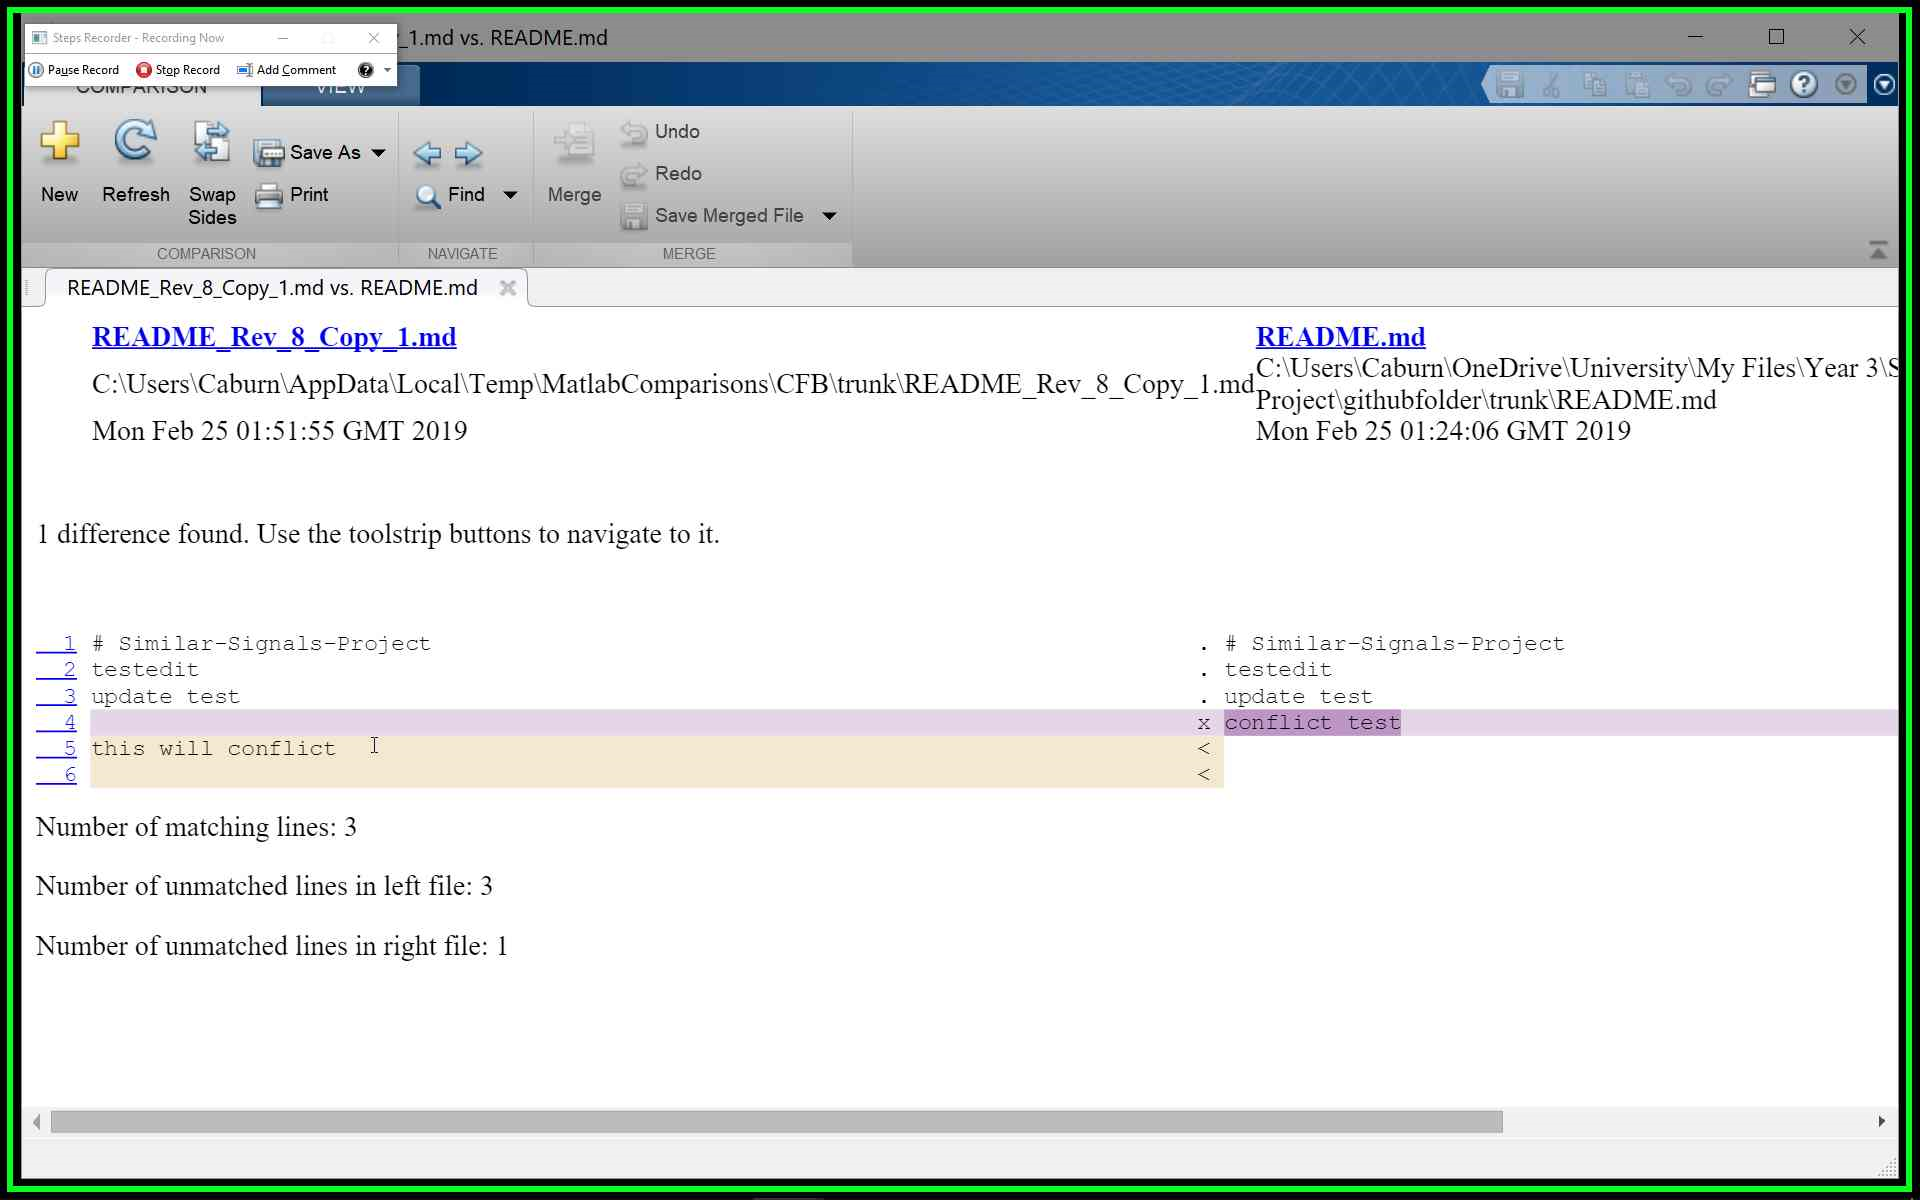 Steps Recorder - Recording Now
_1.md vs. README.md
Pause Record Stop Record Add Comment
COMPARISON VIEW
New Refresh Swap Sides Save As Print
Find
Merge Undo Redo Save Merged File
COMPARISON NAVIGATE MERGE
README_Rev_8_Copy_1.md vs. README.md
README_Rev_8_Copy_1.md README.md
C:\Users\Caburn\AppData\Local\Temp\MatlabComparisons\CFB\trunk\README_Rev_8_Copy_1.md C:\Users\Caburn\OneDrive\University\My Files\Year 3\S
Project\githubfolder\trunk\README.md
Mon Feb 25 01:51:55 GMT 2019 Mon Feb 25 01:24:06 GMT 2019
1 difference found. Use the toolstrip buttons to navigate to it.
1 # Similar-Signals-Project . # Similar-Signals-Project
2 testedit . testedit
3 update test . update test
4 x conflict test
5 this will conflict <
6 <
Number of matching lines: 3
Number of unmatched lines in left file: 3
Number of unmatched lines in right file: 1